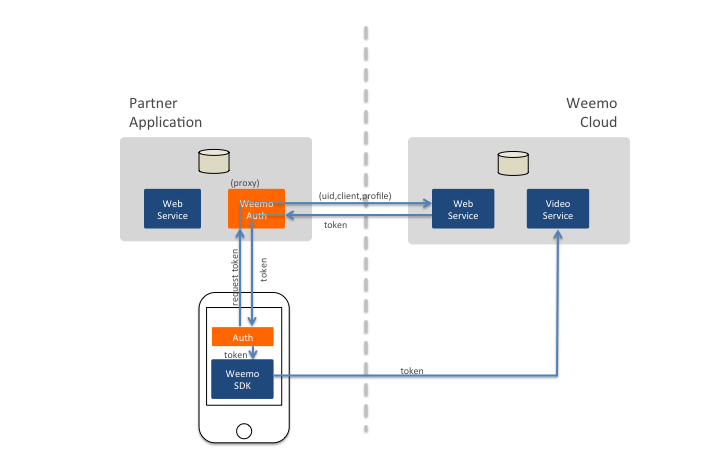 Partner
Application
Weemo
Cloud
(proxy)
Web
Service
Weemo
Auth
(uid,client,profile)
token
Web
Service
Video
Service
request token
token
Auth
token
Weemo
SDK
token